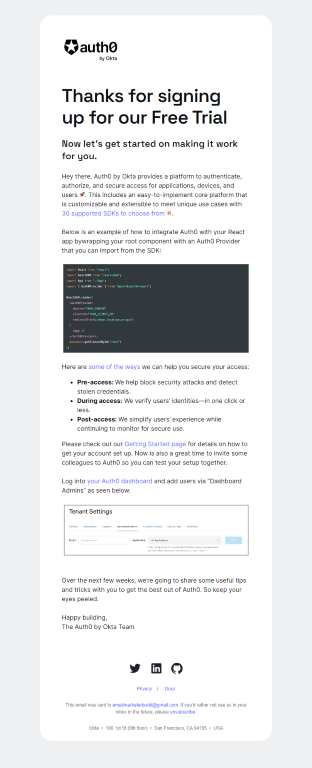 auth0
by Okta
Thanks for signing
up for our Free Trial
Now let's get started on making it work
for you.
Hey there, Auth0 by Okta provides a platform to authenticate,
authorize, and secure access for applications, devices, and
users 🚀. This includes an easy-to-implement core platform that
is customizable and extensible to meet unique use cases with
30 supported SDKs to choose from
Below is an example of how to integrate Auth0 with your React
app bywrapping your root component with an Auth0 Provider
that you can import from the SDK:
Here are some of the ways we can help you secure your access:
• Pre-access: We help block security attacks and detect
stolen credentials.
• During access: We verify users' identities—in one click or
less.
• Post-access: We simplify users' experience while
continuing to monitor for secure use.
Please check out our Getting Started page for details on how to
get your account set up. Now is also a great time to invite some
colleagues to Auth0 so you can test your setup together.
Log into your Auth0 dashboard and add users via "Dashboard
Admins" as seen below.
Tenant Settings
Over the next few weeks, we're going to share some useful tips
and tricks with you to get the best out of Auth0. So keep your
eyes peeled.
Happy building,
The Auth0 by Okta Team
Privacy | Docs
This email was sent to If you'd rather not see us in your
inbox in the future, please unsubscribe.
Okta • 100 1st St (6th floor) • San Francisco, CA 94105 • USA